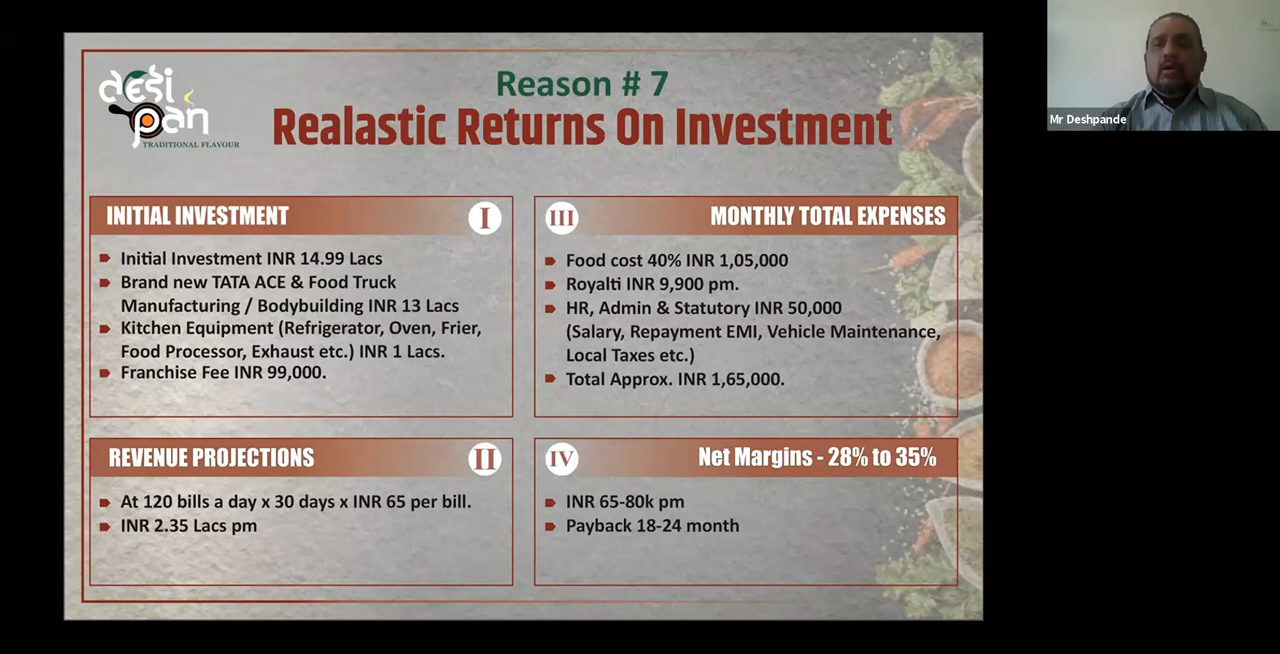 देसी
pan
TRADITIONAL FLAVOUR
Reason # 7
Realastic Returns On Investment
INITIAL INVESTMENT I
Initial Investment INR 14.99 Lacs
Brand new TATA ACE & Food Truck
Manufacturing / Bodybuilding INR 13 Lacs
Kitchen Equipment (Refrigerator, Oven, Frier,
Food Processor, Exhaust etc.) INR 1 Lacs.
Franchise Fee INR 99,000.
REVENUE PROJECTIONS II
At 120 bills a day x 30 days x INR 65 per bill.
INR 2.35 Lacs pm
III MONTHLY TOTAL EXPENSES
Food cost 40% INR 1,05,000
Royalti INR 9,900 pm.
HR, Admin & Statutory INR 50,000
(Salary, Repayment EMI, Vehicle Maintenance,
Local Taxes etc.)
Total Approx. INR 1,65,000.
IV Net Margins - 28% to 35%
INR 65-80k pm
Payback 18-24 month
Mr Deshpande